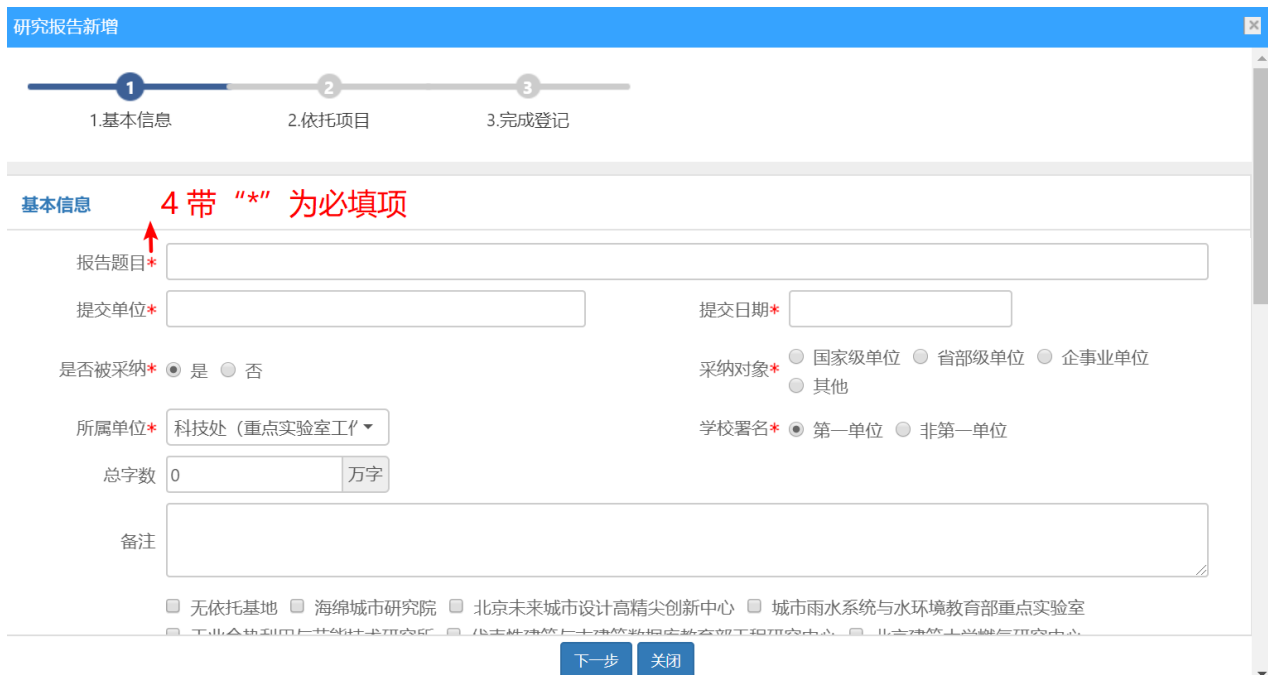 研究报告新增
1 2 3
1.基本信息 2.依托项目 3.完成登记
基本信息 4 带 “*” 为必填项
报告题目*
提交单位* 提交日期*
是否被采纳* 是 否 采纳对象* 国家级单位 省部级单位 企事业单位
其他
所属单位* 科技处（重点实验室工 学校署名* 第一单位 非第一单位
总字数 0 万字
备注
无依托基地 海绵城市研究院 北京未来城市设计高精尖创新中心 城市雨水系统与水环境教育部重点实验室
下一步 关闭